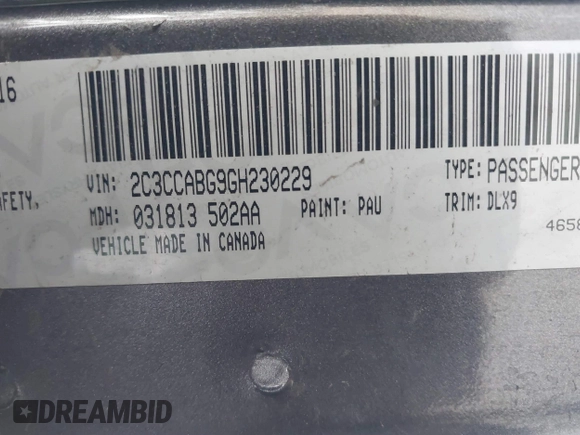 16
VIN: 2C3CCABG9GH230229
TYPE: PASSENGER
AFETY,
MDH: 031813 502AA
PAINT: PAU
TRIM: DLX9
VEHICLE MADE IN CANADA
4658
DREAMBID